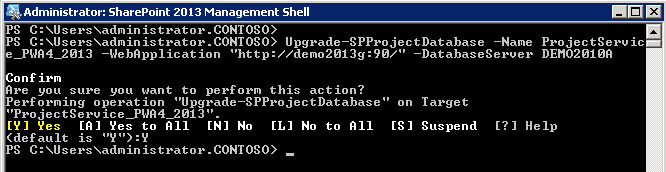 Administrator: SharePoint 2013 Management Shell
PS C:\Users\administrator.CONTOSO>
PS C:\Users\administrator.CONTOSO> Upgrade-SPProjectDatabase -Name ProjectServic
e_PWA4_2013 -WebApplication "http://demo2013g:90/" -DatabaseServer DEMO2010A
Confirm
Are you sure you want to perform this action?
Performing operation "Upgrade-SPProjectDatabase" on Target
"ProjectService_PWA4_2013".
[Y] Yes  [A] Yes to All  [N] No  [L] No to All  [S] Suspend  [?] Help
(default is "Y"):Y
PS C:\Users\administrator.CONTOSO> _